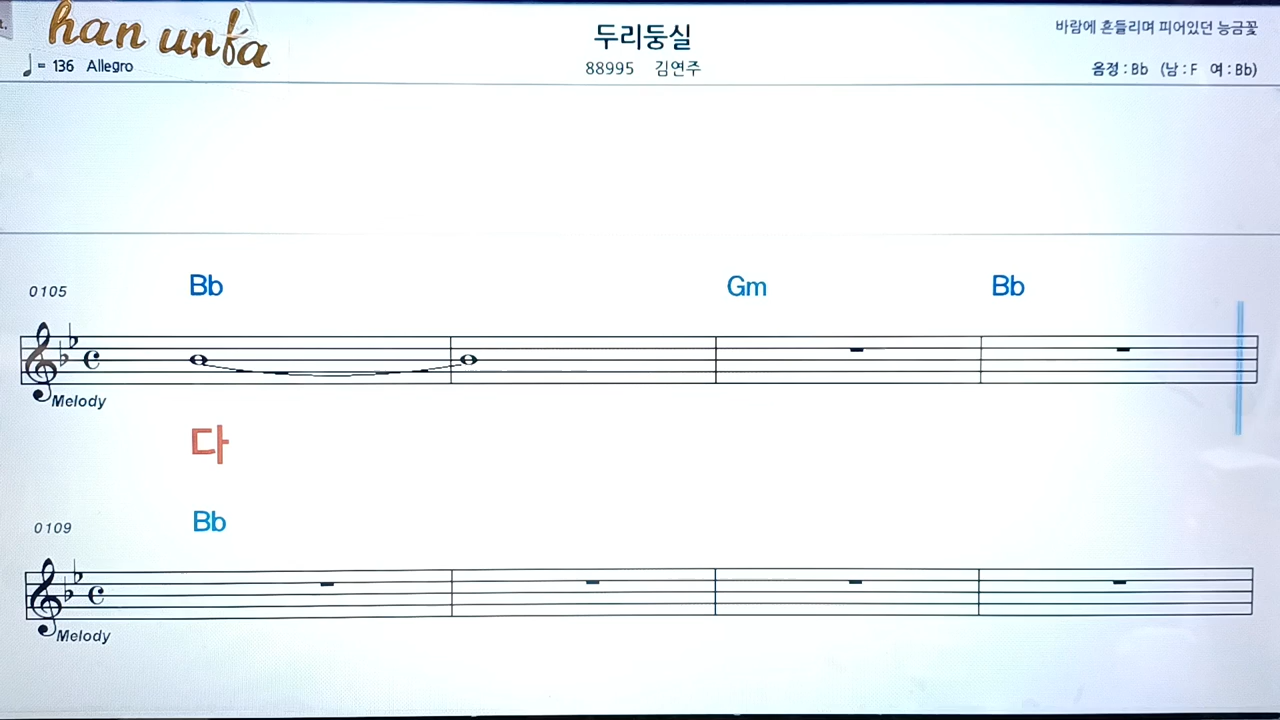 han unfa
두리둥실
바람에 흔들리며 피어있던 능금꽃
♩= 136 Allegro
88995 김연주
음정 : Bb (남 : F 여 : Bb)
0105
Bb Gm Bb
Melody
다
0109
Bb
Melody